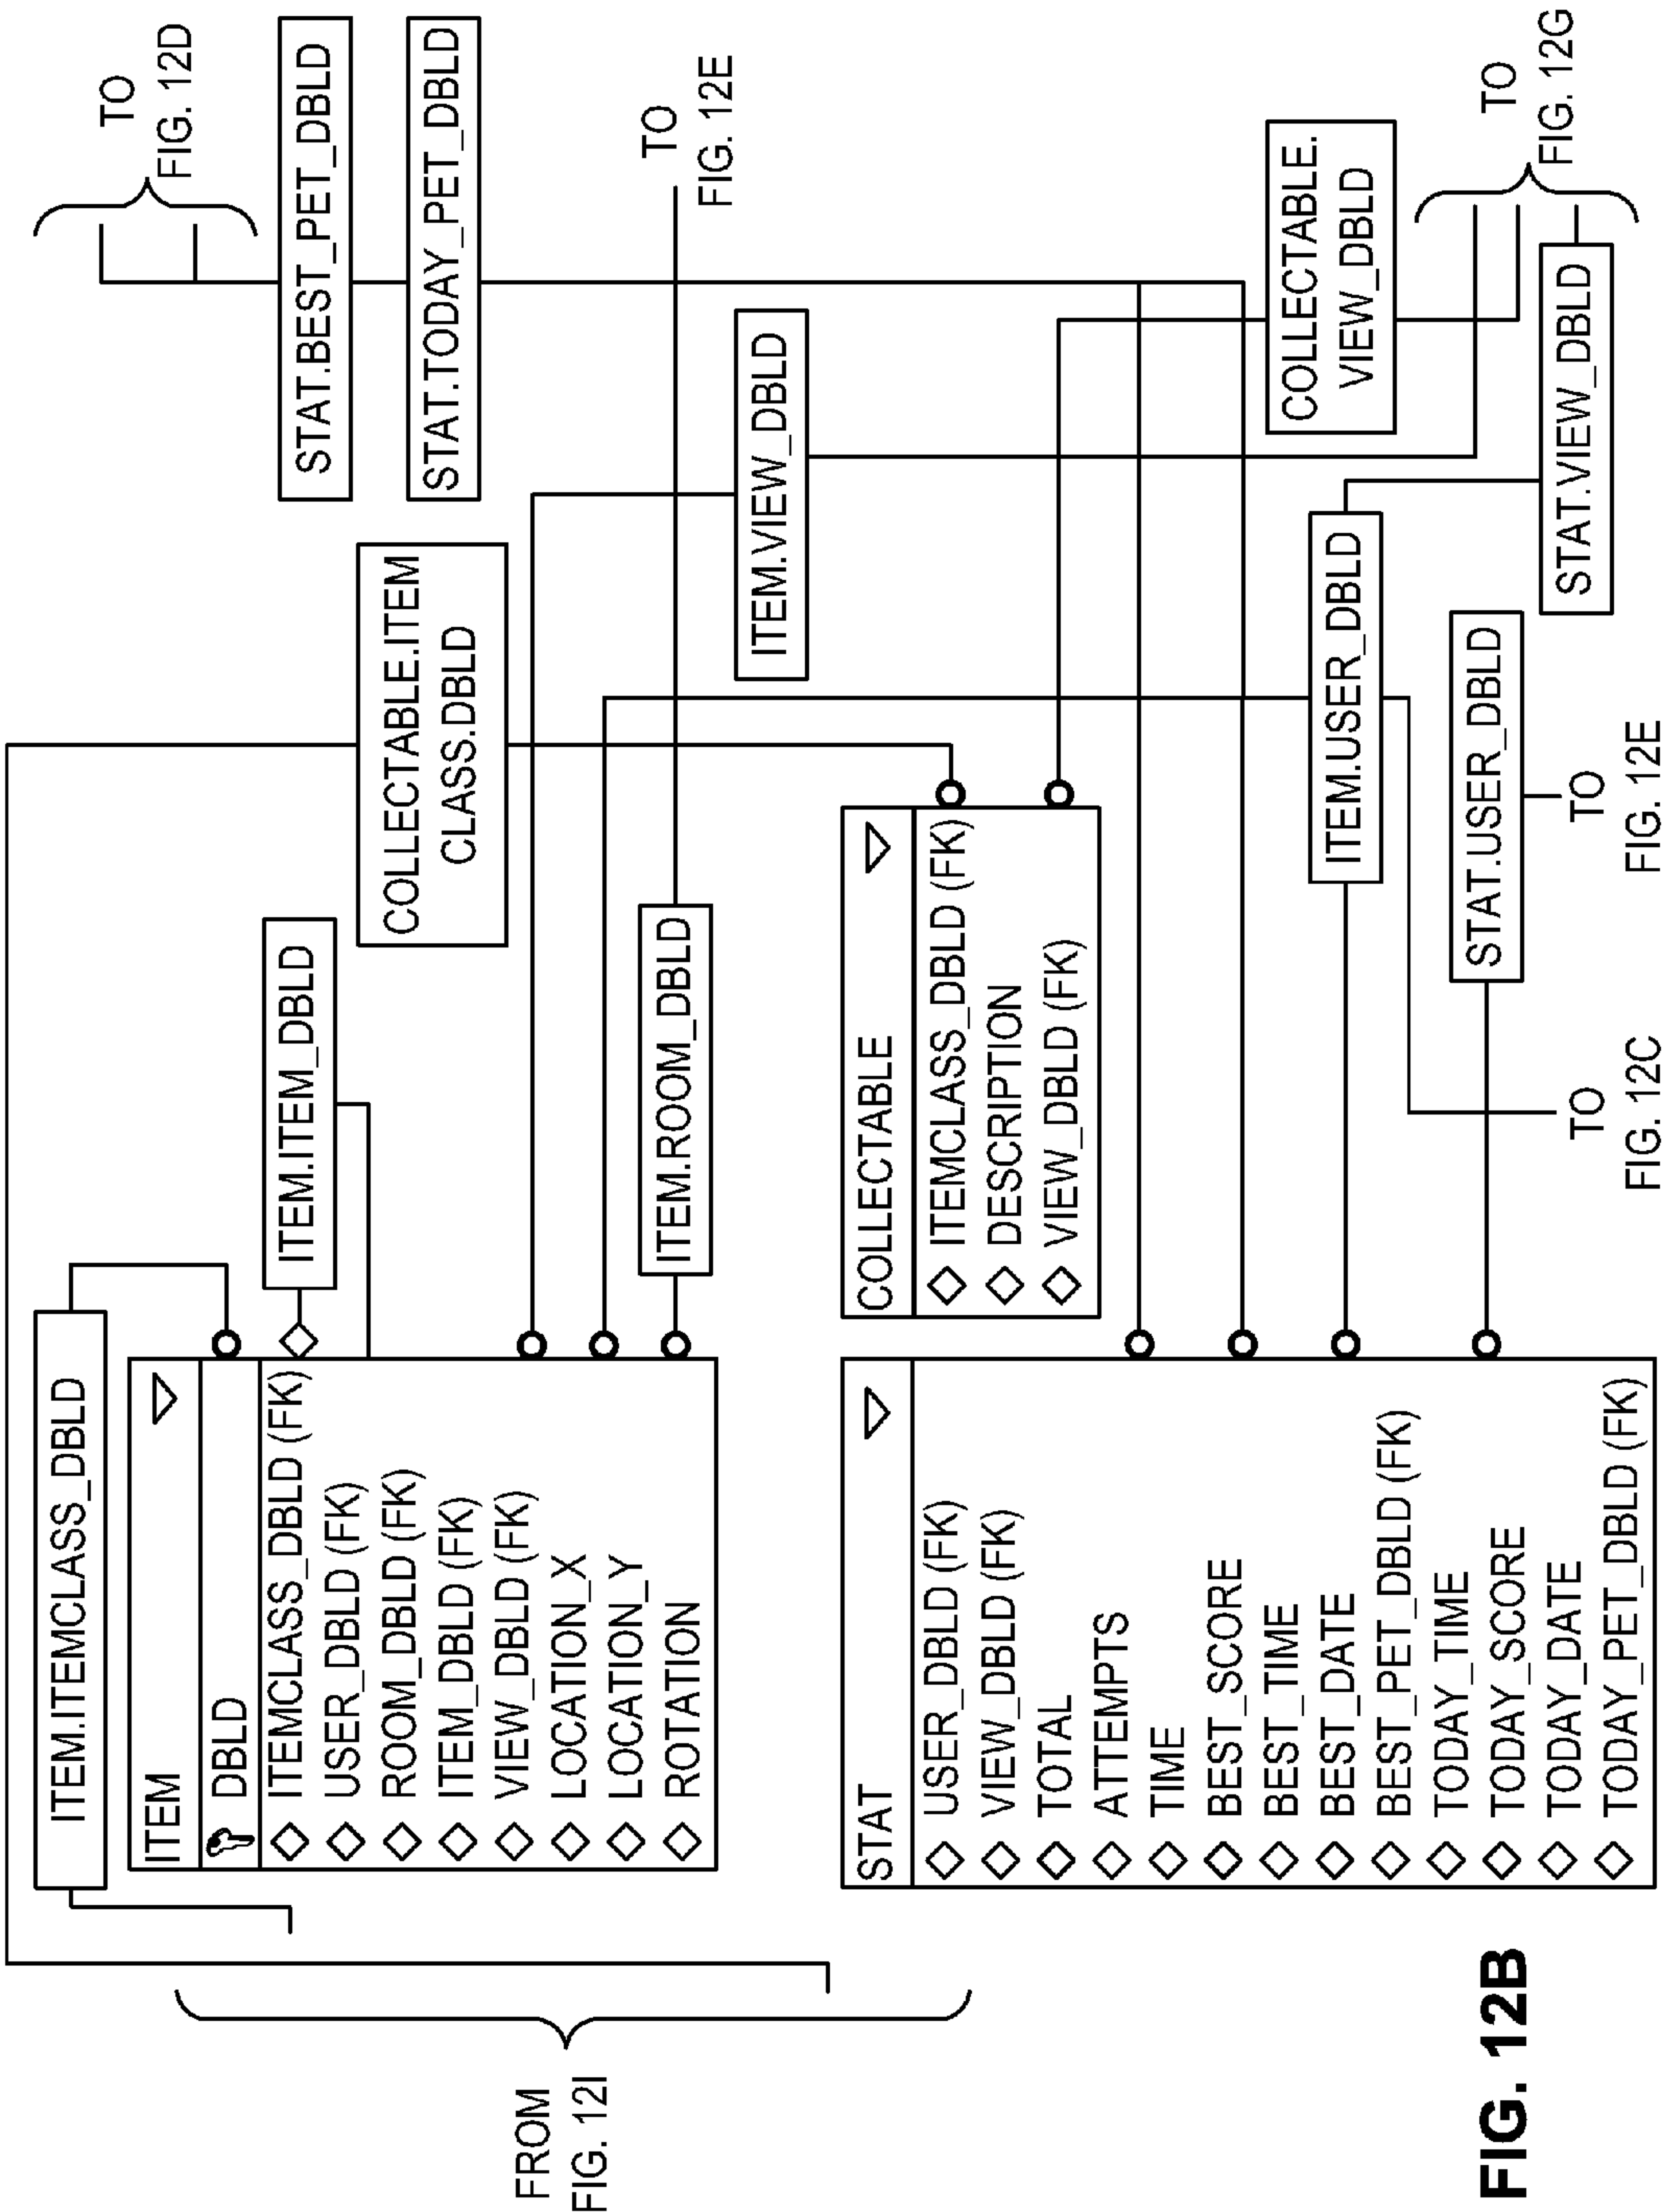 ITEM.ITEMCLASS_DBLD
ITEM
DBLD
ITEMCLASS_DBLD (FK)
USER_DBLD (FK)
ROOM_DBLD (FK)
ITEM_DBLD (FK)
VIEW_DBLD (FK)
LOCATION_X
LOCATION_Y
ROTATION
ITEM.ITEM_DBLD
ITEM.ROOM_DBLD
COLLECTABLE.ITEM
CLASS.DBLD
STAT.BEST_PET_DBLD
STAT.TODAY_PET_DBLD
TO
FIG. 12D
TO
FIG. 12E
ITEM.VIEW_DBLD
FROM
FIG. 12I
COLLECTABLE
ITEMCLASS_DBLD (FK)
DESCRIPTION
VIEW_DBLD (FK)
COLLECTABLE.
VIEW_DBLD
STAT
USER_DBLD (FK)
VIEW_DBLD (FK)
TOTAL
ATTEMPTS
TIME
BEST_SCORE
BEST_TIME
BEST_DATE
BEST_PET_DBLD (FK)
TODAY_TIME
TODAY_SCORE
TODAY_DATE
TODAY_PET_DBLD (FK)
ITEM.USER_DBLD
STAT.USER_DBLD
STAT.VIEW_DBLD
TO
FIG. 12G
TO
FIG. 12C
TO
FIG. 12E
FIG. 12B